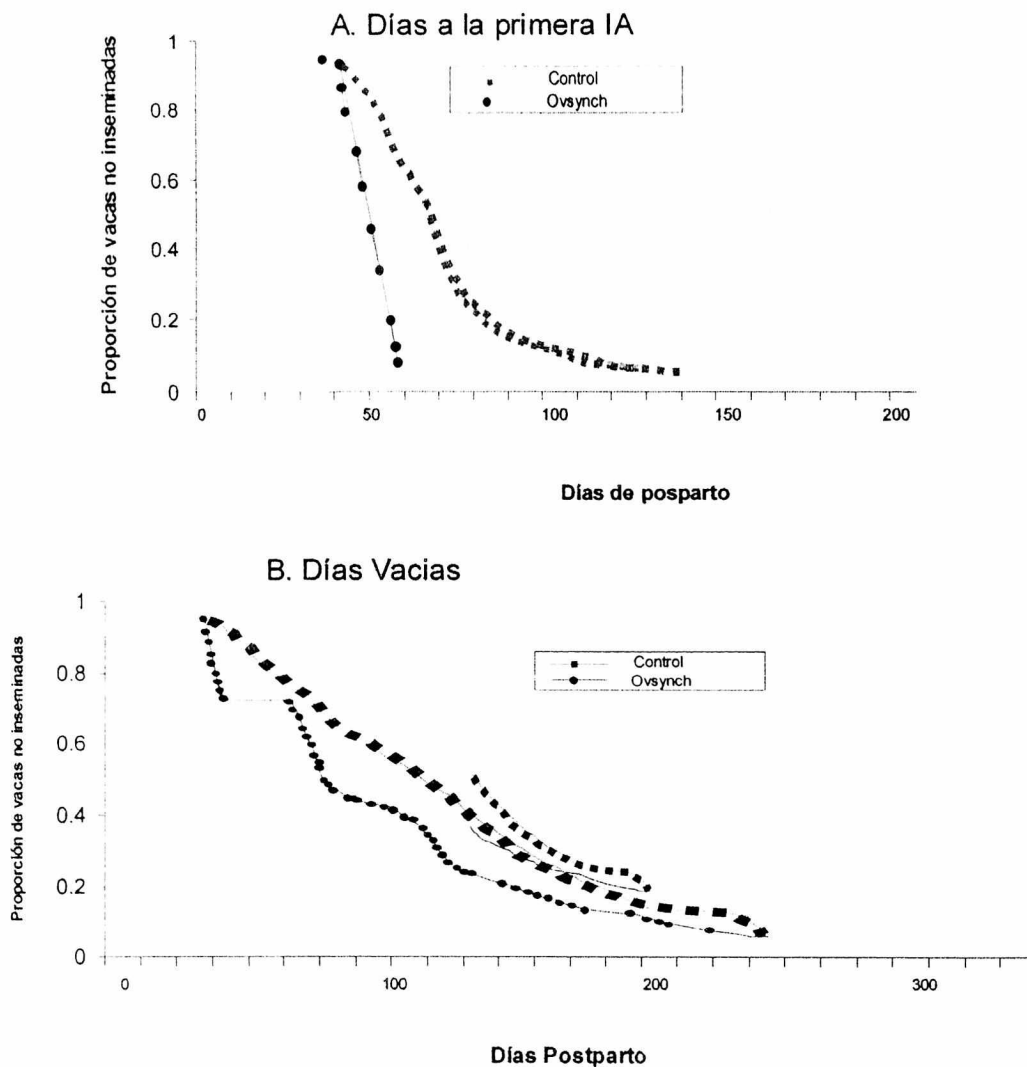 A. Días a la primera IA
Proporción de vacas no inseminadas
1
0.8
0.6
0.4
0.2
0
Control
Ovsynch
0 50 100 150 200
Días de posparto
B. Días Vacias
Proporción de vacas no inseminadas
1
0.8
0.6
0.4
0.2
0
Control
Ovsynch
0 100 200 300
Días Postparto